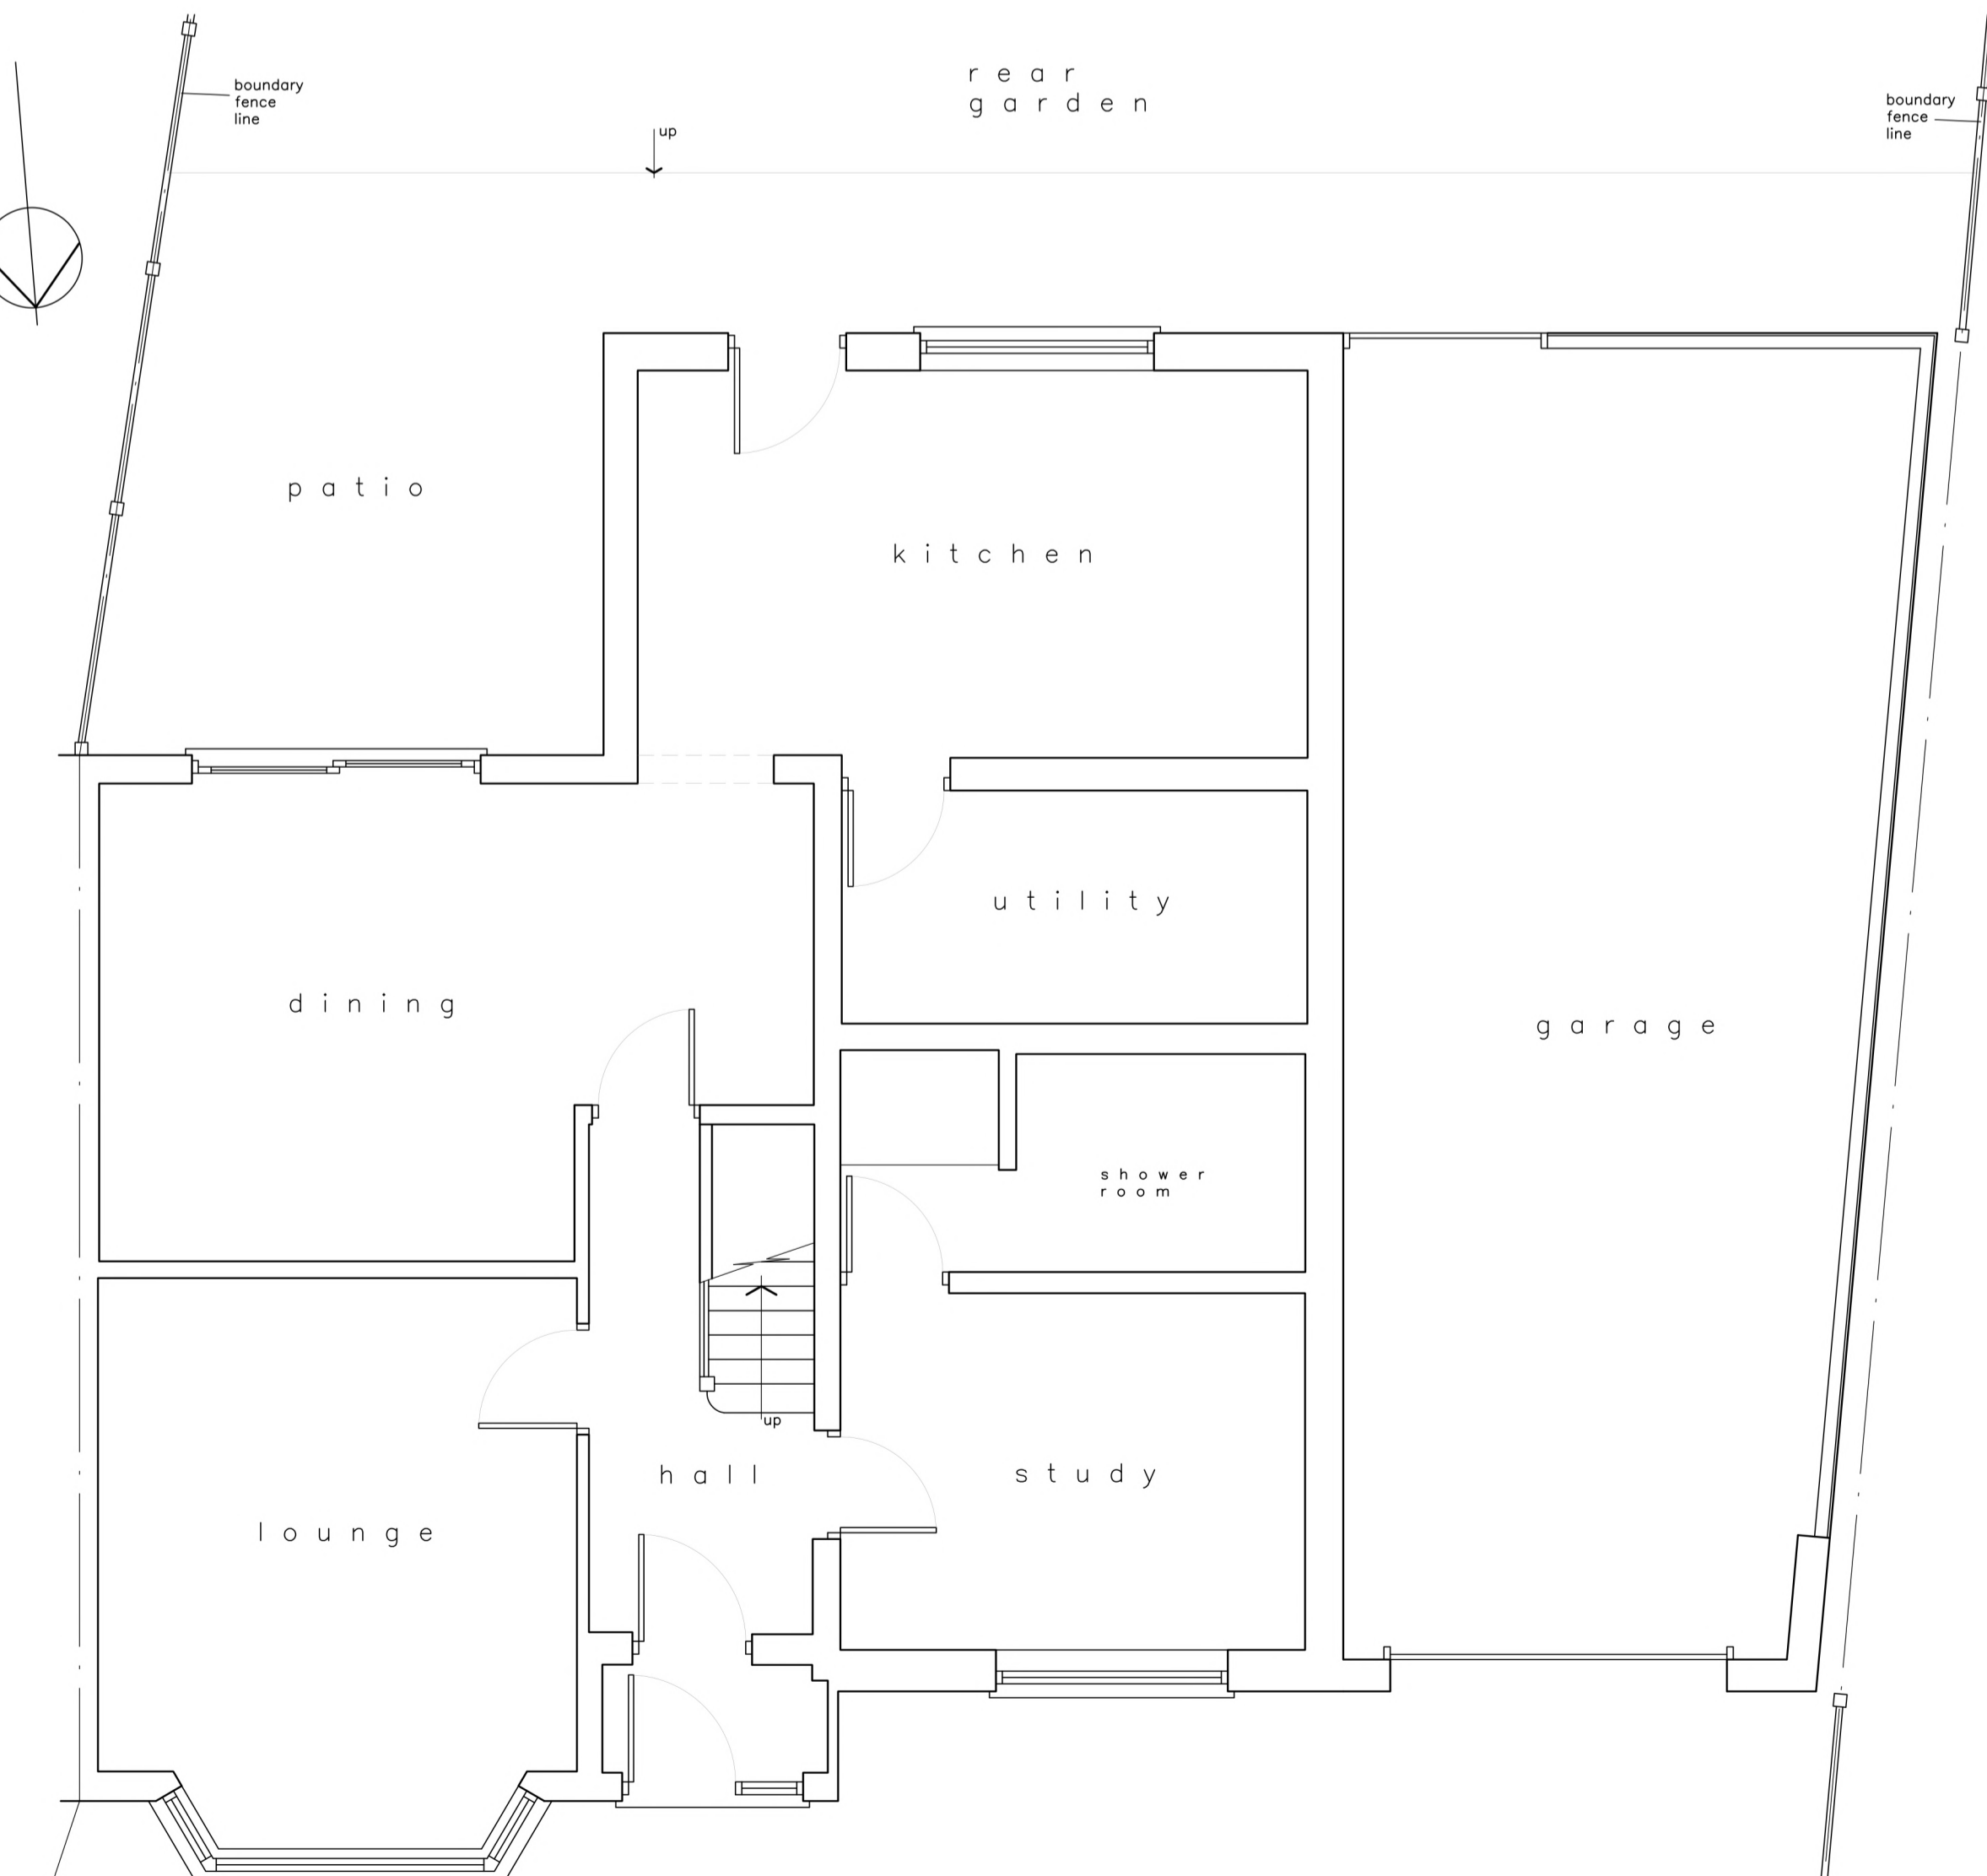 rear
garden
boundary
fence
line
boundary
fence
line
up
patio
kitchen
utility
dining
garage
shower
room
up
hall
study
lounge